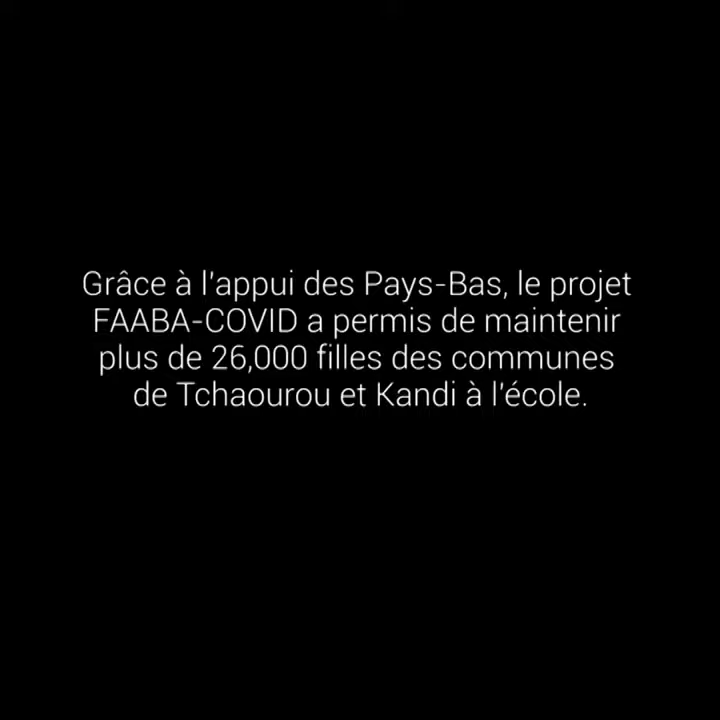 Grâce à l'appui des Pays-Bas, le projet
FAABA-COVID a permis de maintenir
plus de 26,000 filles des communes
de Tchaourou et Kandi à l'école.